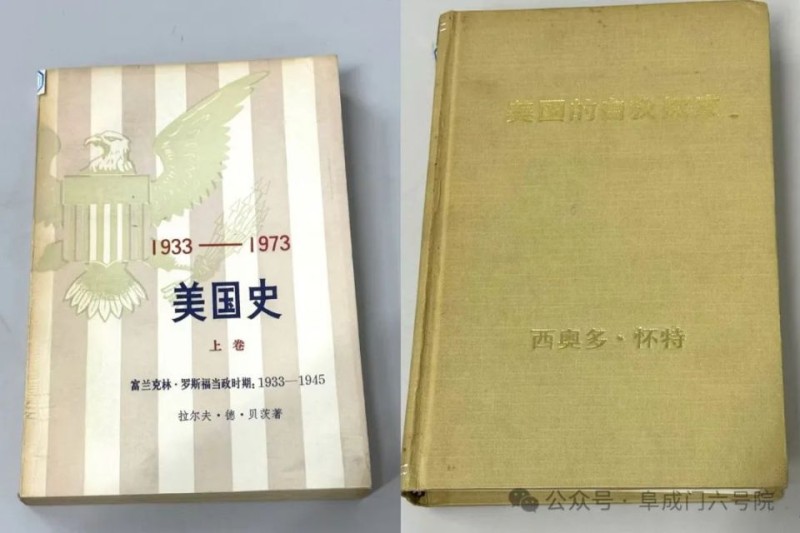 1933——1973
美国史
上卷
富兰克林·罗斯福当政时期：1933—1945
拉尔夫·德·贝茨著
美国的自我探索
西奥多·怀特
公众号·阜成门六号院